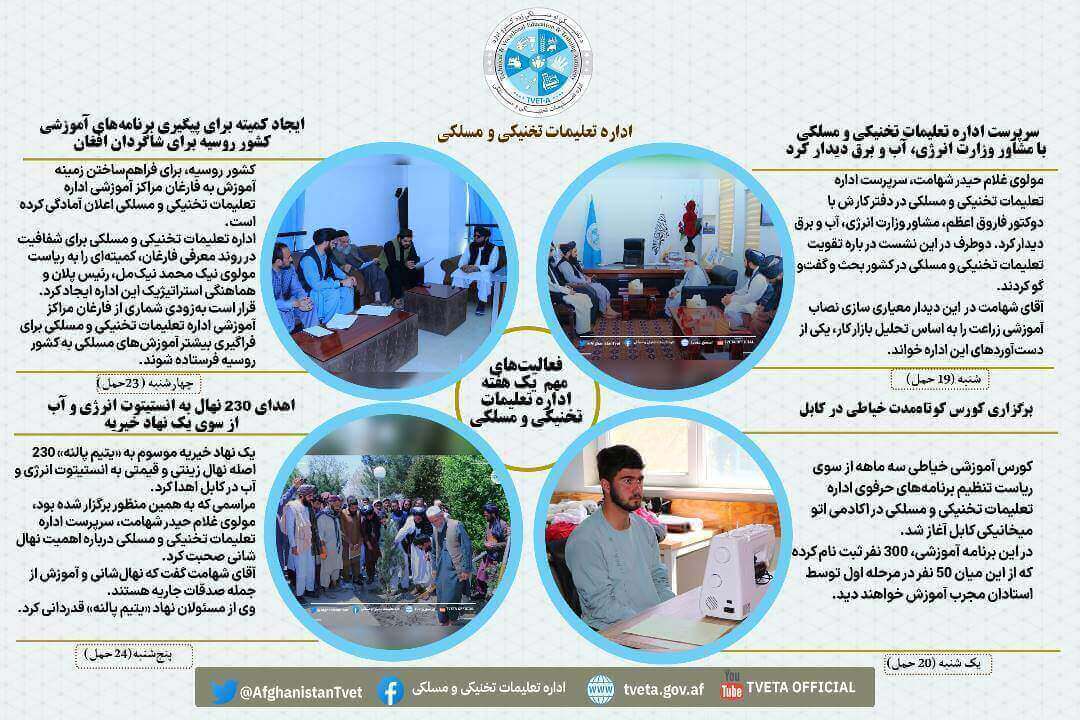 Technical & Vocational Education & Training Authority
TVET-A
اداره تعلیمات تخنیکی و مسلکی
سرپرست اداره تعلیمات تخنیکی و مسلکی
با مشاور وزارت انرژی، آب و برق دیدار کرد
مولوی غلام حیدر شهامت، سرپرست اداره
تعلیمات تخنیکی و مسلکی در دفتر کارش با
دوکتور فاروق اعظم، مشاور وزارت انرژی، آب و برق
دیدار کرد. دوطرف در این نشست در باره تقویت
تعلیمات تخنیکی و مسلکی در کشور بحث و گفت‌و
گو کردند.
آقای شهامت در این دیدار معیاری سازی نصاب
آموزشی زراعت را به اساس تحلیل بازار کار، یکی از
دست‌آوردهای این اداره خواند.
شنبه (19 حمل)
برگزاری کورس کوتاه‌مدت خیاطی در کابل
کورس آموزشی خیاطی سه ماهه از سوی
ریاست تنظیم برنامه‌های حرفوی اداره
تعلیمات تخنیکی و مسلکی در اکادمی اتو
میخانیکی کابل آغاز شد.
در این برنامه آموزشی، 300 نفر ثبت نام کرده
که از این میان 50 نفر در مرحله اول توسط
استادان مجرب آموزش خواهند دید.
یک شنبه (20 حمل)
فعالیت‌های
مهم یک هفته
اداره تعلیمات
تخنیکی و مسلکی
ایجاد کمیته برای پیگیری برنامه‌های آموزشی
کشور روسیه برای شاگردان افغان
کشور روسیه، برای فراهم‌ساختن زمینه
آموزش به فارغان مراکز آموزشی اداره
تعلیمات تخنیکی و مسلکی اعلان آمادگی کرده
است.
اداره تعلیمات تخنیکی و مسلکی برای شفافیت
در روند معرفی فارغان، کمیته‌ای را به ریاست
مولوی نیک محمد نیک‌مل، رئیس پلان و
هماهنگی استراتیژیک این اداره ایجاد کرد.
قرار است به‌زودی شماری از فارغان مراکز
آموزشی اداره تعلیمات تخنیکی و مسلکی برای
فراگیری بیشتر آموزش‌های مسلکی به کشور
روسیه فرستاده شوند.
چهارشنبه (23حمل)
اهدای 230 نهال به انستیتوت انرژی و آب
از سوی یک نهاد خیریه
یک نهاد خیریه موسوم به «یتیم پالنه» 230
اصله نهال زینتی و قیمتی به انستیتوت انرژی و
آب در کابل اهدا کرد.
مراسمی که به همین منظور برگزار شده بود،
مولوی غلام حیدر شهامت، سرپرست اداره
تعلیمات تخنیکی و مسلکی درباره اهمیت نهال
شانی صحبت کرد.
آقای شهامت گفت که نهال‌شانی و آموزش از
جمله صدقات جاریه هستند.
وی از مسئولان نهاد «یتیم پالنه» قدردانی کرد.
پنج‌شنبه (24 حمل)
@AfghanistanTvet
اداره تعلیمات تخنیکی و مسلکی
tveta.gov.af
You Tube TVETA OFFICIAL